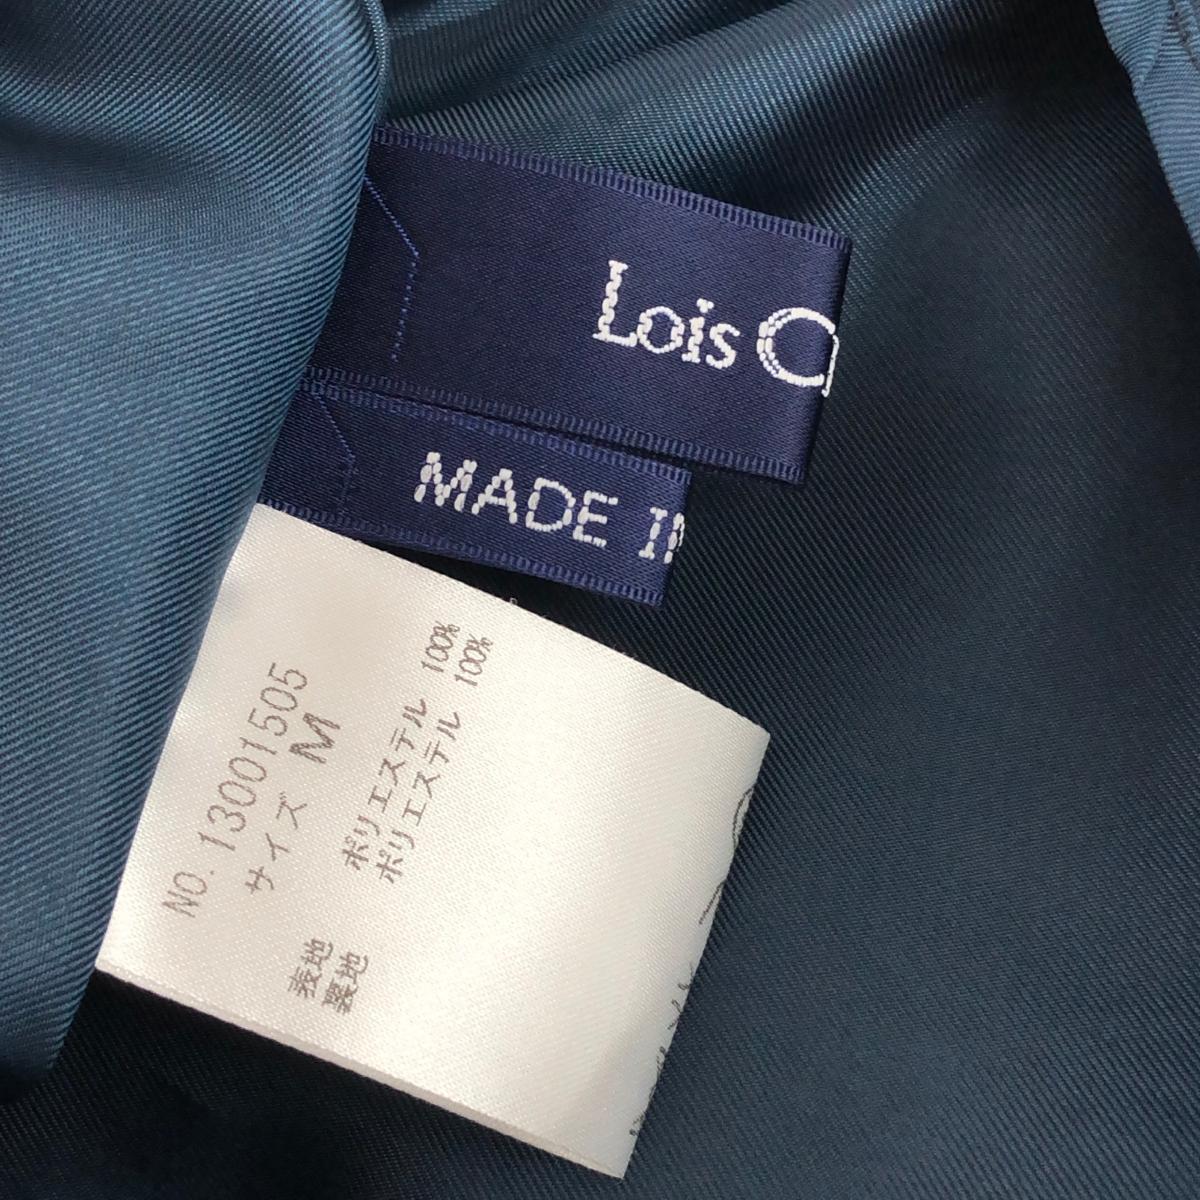 Lois C
MADE IN
NO. 13001505
サイズ M
表地 ポリエステル 100%
裏地 ポリエステル 100%